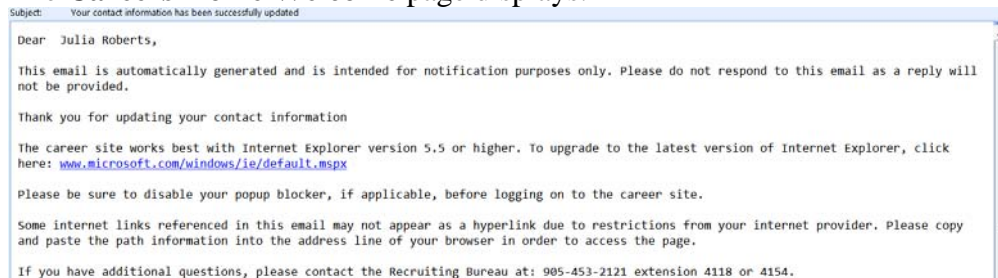 Subject: Your contact information has been successfully updated
Dear Julia Roberts,
This email is automatically generated and is intended for notification purposes only. Please do not respond to this email as a reply will
not be provided.
Thank you for updating your contact information
The career site works best with Internet Explorer version 5.5 or higher. To upgrade to the latest version of Internet Explorer, click
here: www.microsoft.com/windows/ie/default.mspx
Please be sure to disable your popup blocker, if applicable, before logging on to the career site.
Some internet links referenced in this email may not appear as a hyperlink due to restrictions from your internet provider. Please copy
and paste the path information into the address line of your browser in order to access the page.
If you have additional questions, please contact the Recruiting Bureau at: 905-453-2121 extension 4118 or 4154.